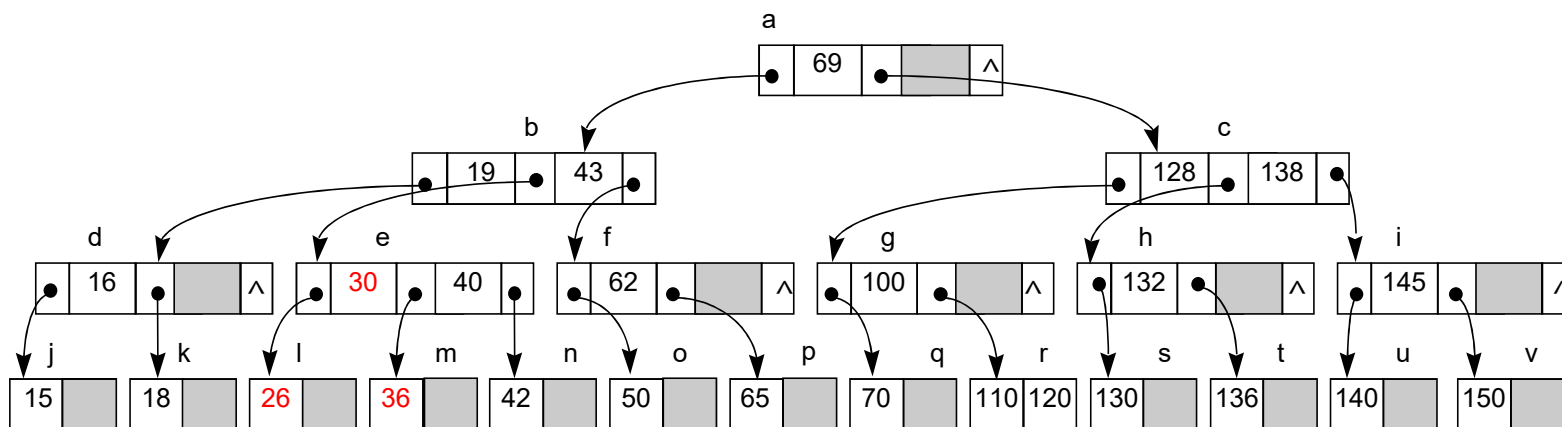 a
69 ^
b c
19 43 128 138
d e f g h i
16 ^ 30 40 62 ^ 100 ^ 132 ^ 145 ^
j k l m n o p q r s t u v
15 18 26 36 42 50 65 70 110 120 130 136 140 150